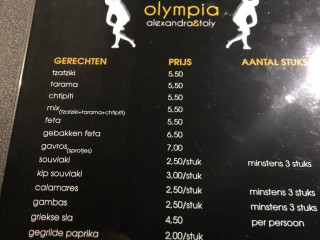 olympia
alexandra&toly
GERECHTEN PRIJS AANTAL STUKS
tzatziki 5,50
tarama 5,50
chtipiti 5,50
mix(tzatziki+tarama+chtipiti) 5,50
feta 5,50
gebakken feta 6,50
gavros(sprotjes) 7,00
souvlaki 2,50/stuk minstens 3 stuks
kip souvlaki 3,00/stuk
calamares 2,50/stuk minstens 3 stuks
gambas 2,50/stuk minstens 3 stuks
griekse sla 4,50 per persoon
gegrilde paprika 2,00/stuk